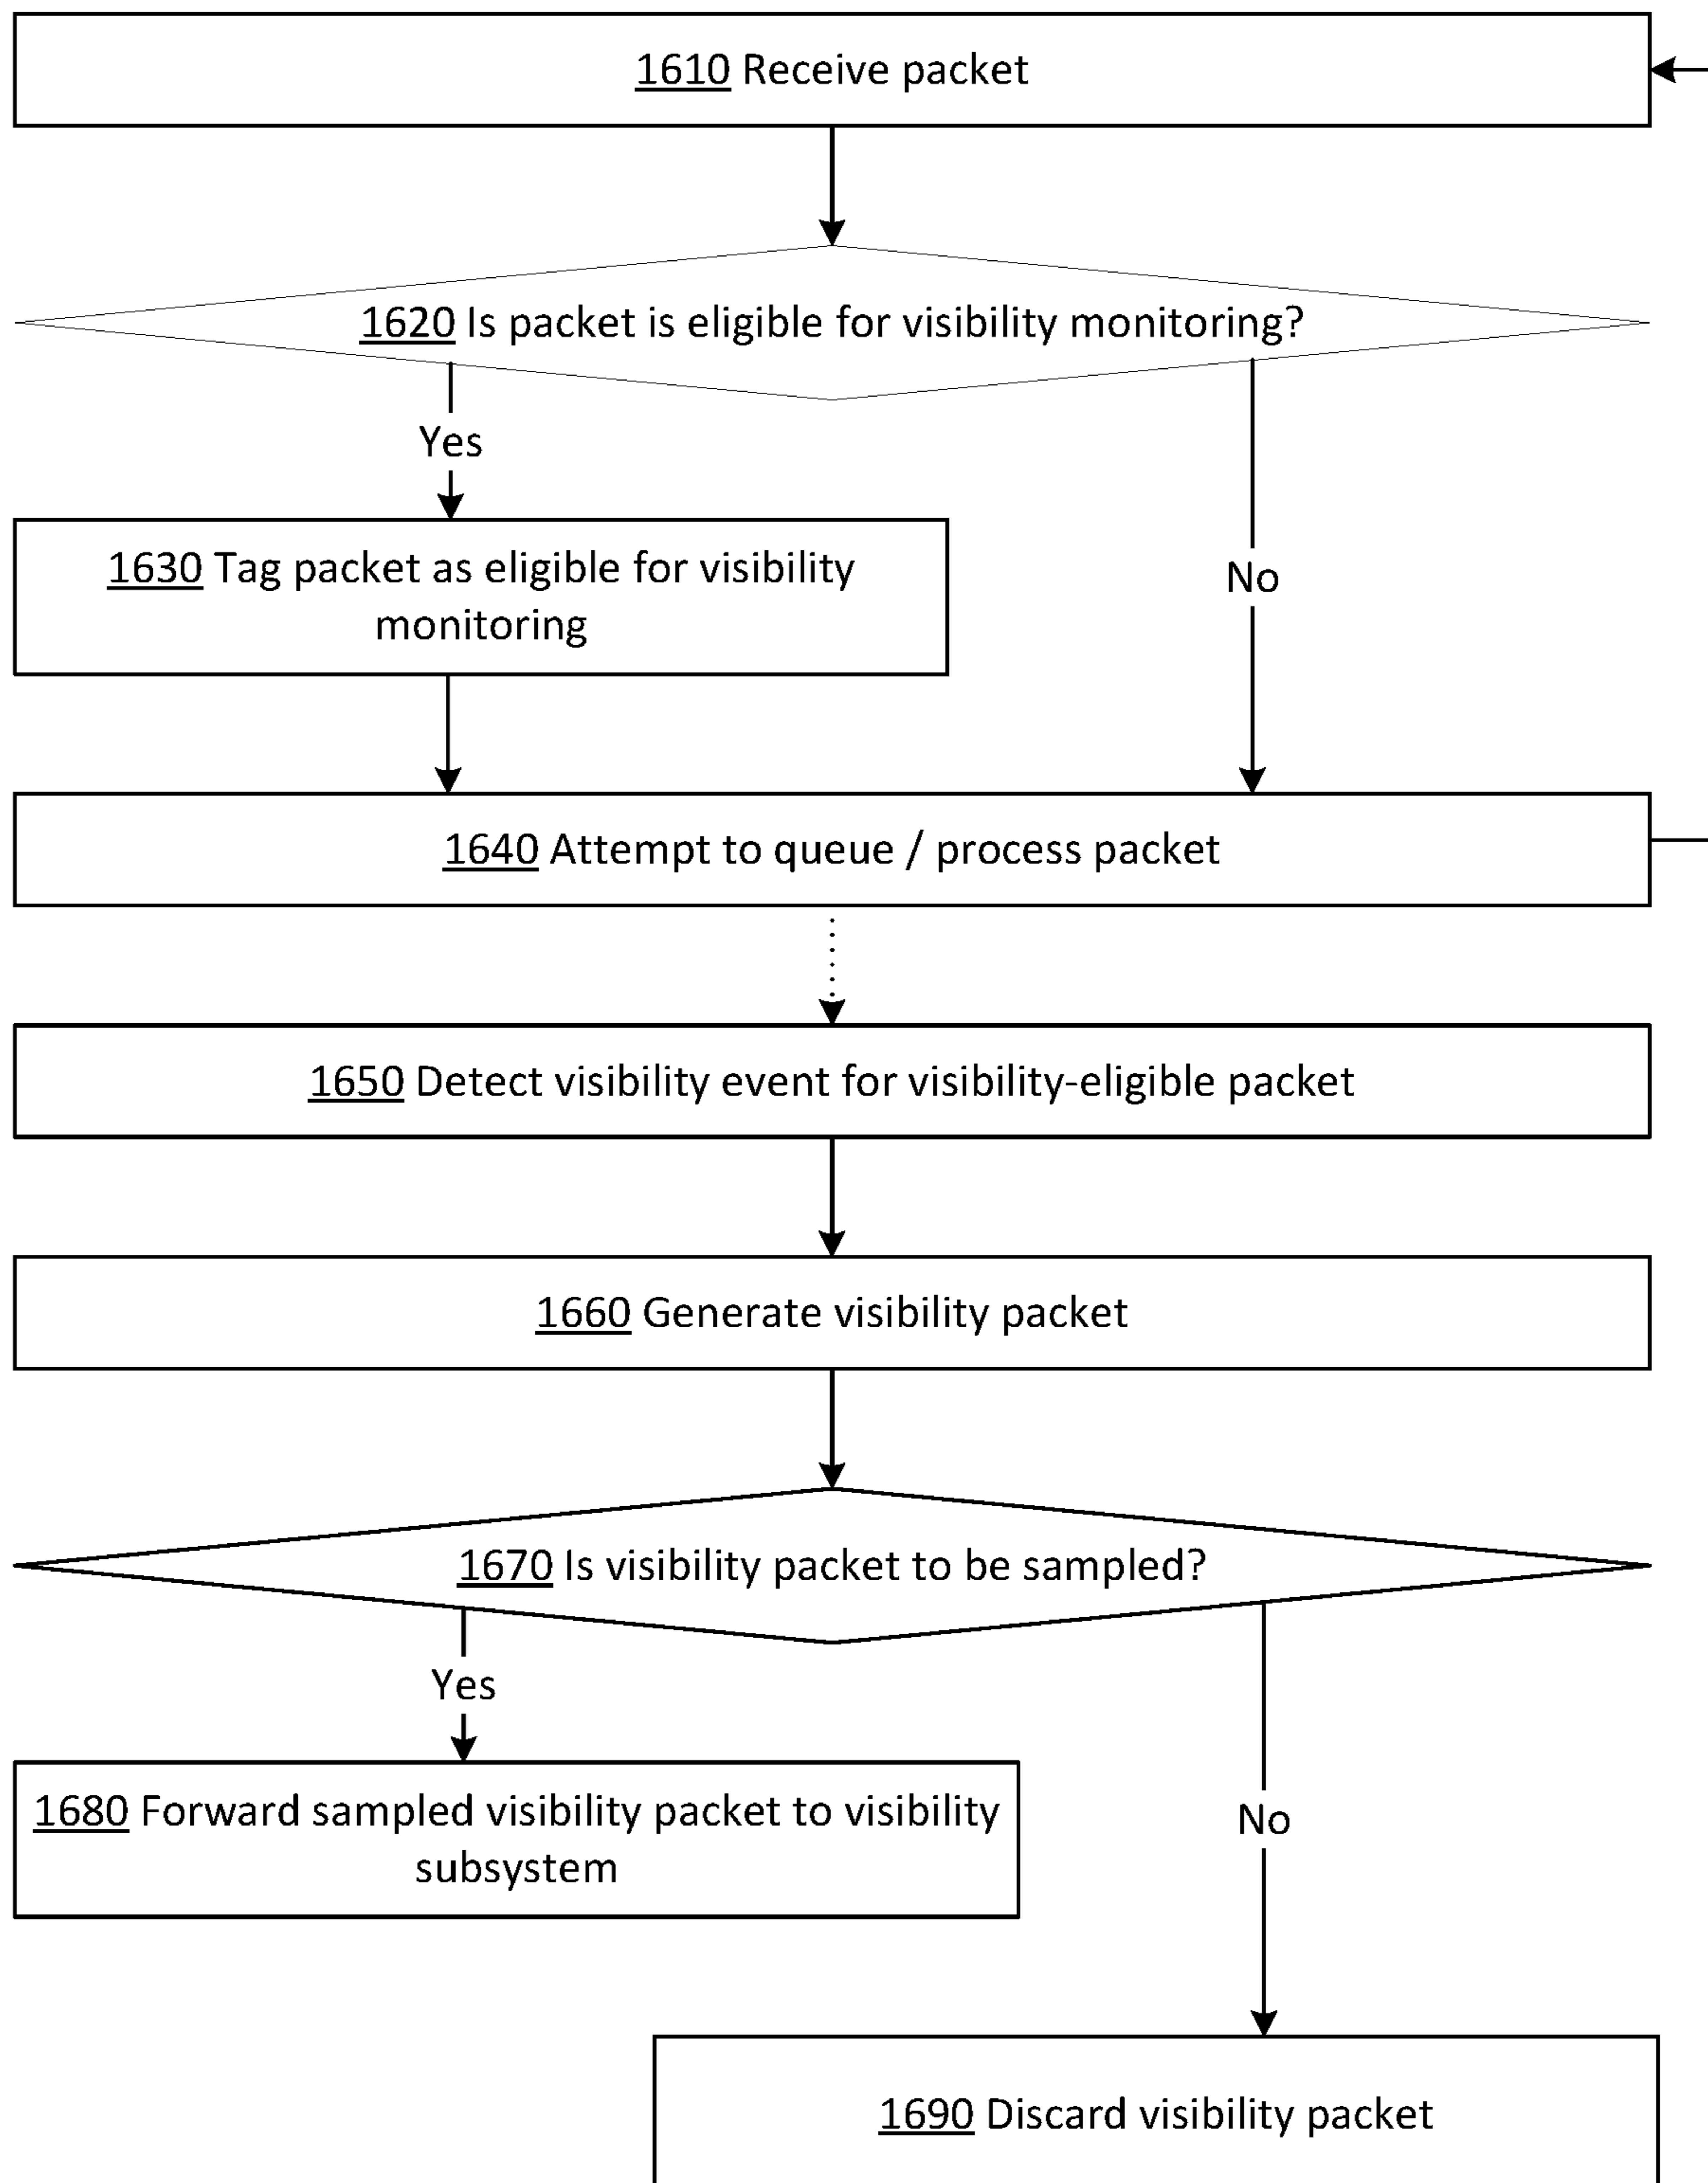 1610 Receive packet
1620 Is packet is eligible for visibility monitoring?
Yes
1630 Tag packet as eligible for visibility
monitoring
No
1640 Attempt to queue / process packet
1650 Detect visibility event for visibility-eligible packet
1660 Generate visibility packet
1670 Is visibility packet to be sampled?
Yes
1680 Forward sampled visibility packet to visibility
subsystem
No
1690 Discard visibility packet